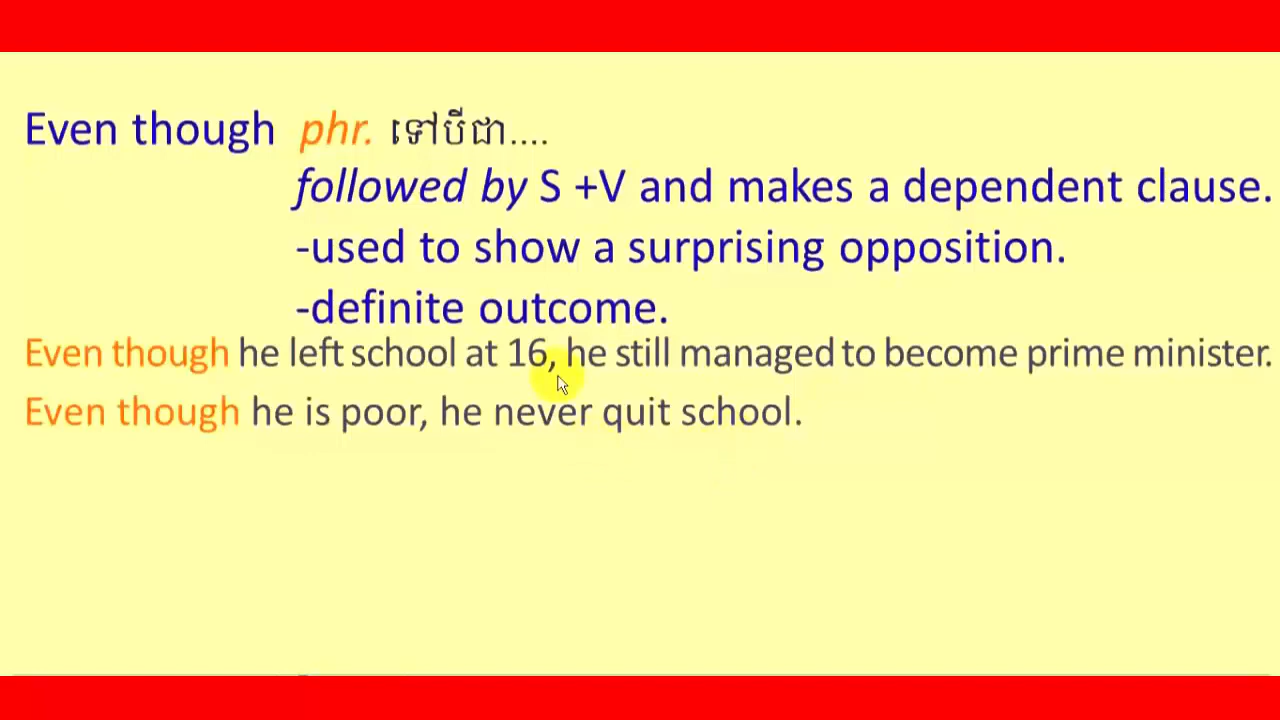 Even though phr. ទៅបីជា....
followed by S +V and makes a dependent clause.
-used to show a surprising opposition.
-definite outcome.
Even though he left school at 16, he still managed to become prime minister.
Even though he is poor, he never quit school.